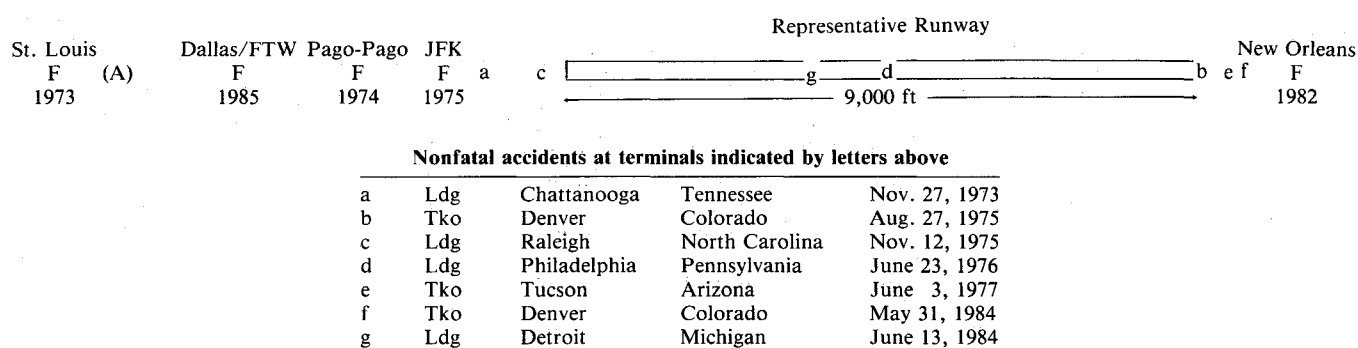 Representative Runway
St. Louis Dallas/FTW Pago-Pago JFK New Orleans
F (A) F F F a c g d b e f F
1973 1985 1974 1975 9,000 ft 1982
Nonfatal accidents at terminals indicated by letters above
a Ldg Chattanooga Tennessee Nov. 27, 1973
b Tko Denver Colorado Aug. 27, 1975
c Ldg Raleigh North Carolina Nov. 12, 1975
d Ldg Philadelphia Pennsylvania June 23, 1976
e Tko Tucson Arizona June 3, 1977
f Tko Denver Colorado May 31, 1984
g Ldg Detroit Michigan June 13, 1984